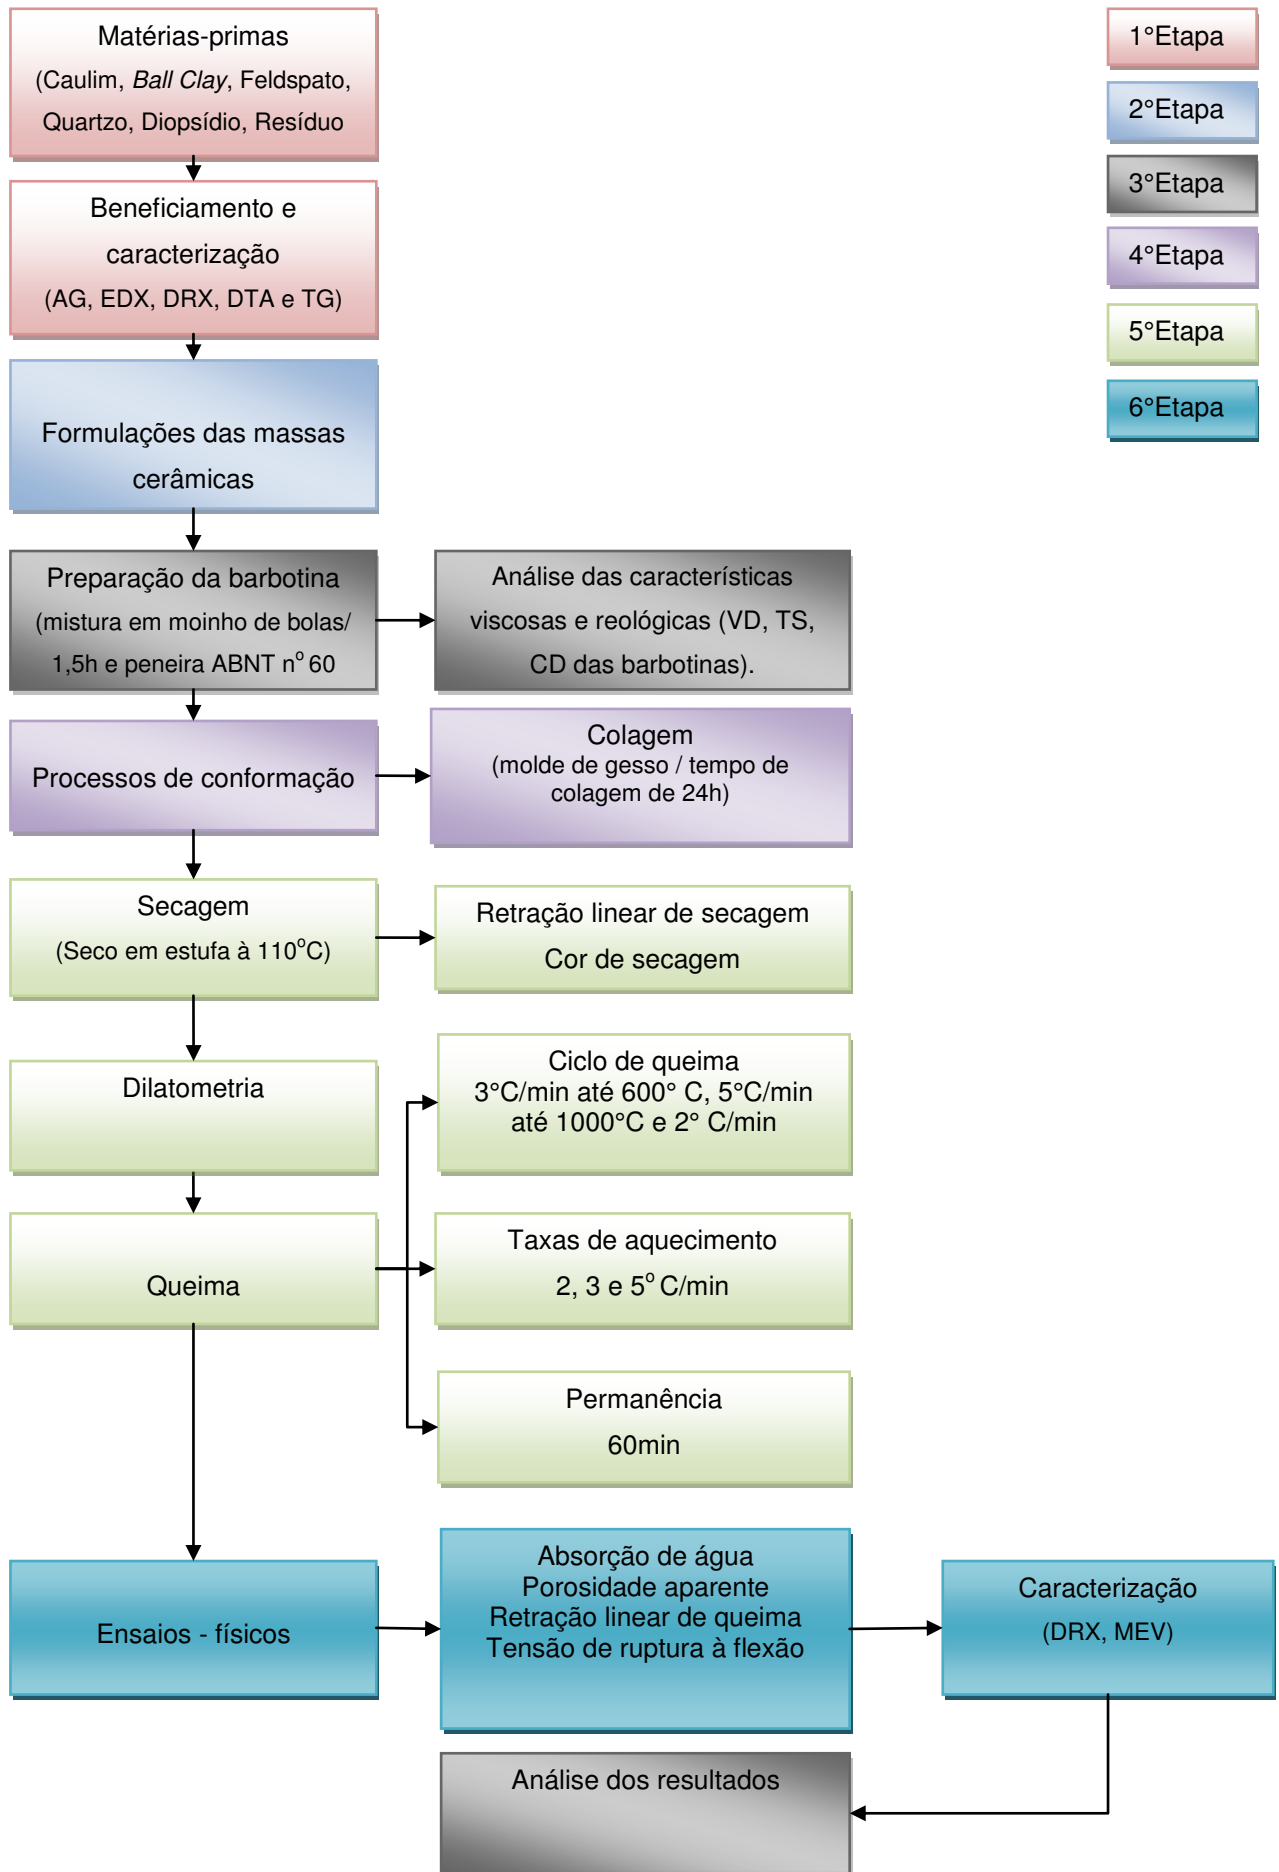 Matérias-primas
(Caulim, Ball Clay, Feldspato,
Quartzo, Diopsídio, Resíduo
Beneficiamento e
caracterização
(AG, EDX, DRX, DTA e TG)
Formulações das massas
cerâmicas
Preparação da barbotina
(mistura em moinho de bolas/
1,5h e peneira ABNT nº 60
Análise das características
viscosas e reológicas (VD, TS,
CD das barbotinas).
Processos de conformação
Colagem
(molde de gesso / tempo de
colagem de 24h)
Secagem
(Seco em estufa à 110°C)
Retração linear de secagem
Cor de secagem
Dilatometria
Ciclo de queima
3°C/min até 600° C, 5°C/min
até 1000°C e 2° C/min
Queima
Taxas de aquecimento
2, 3 e 5° C/min
Permanência
60min
Ensaios - físicos
Absorção de água
Porosidade aparente
Retração linear de queima
Tensão de ruptura à flexão
Caracterização
(DRX, MEV)
Análise dos resultados
1°Etapa
2°Etapa
3°Etapa
4°Etapa
5°Etapa
6°Etapa